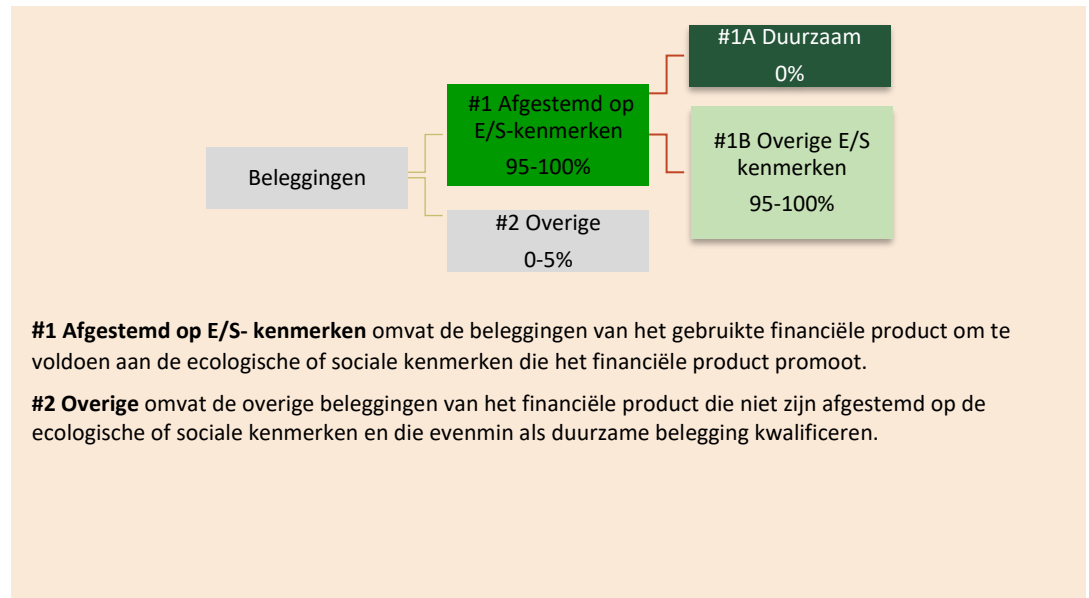 #1A Duurzaam
0%
#1 Afgestemd op
E/S-kenmerken
95-100%
#1B Overige E/S
kenmerken
95-100%
Beleggingen
#2 Overige
0-5%
#1 Afgestemd op E/S- kenmerken omvat de beleggingen van het gebruikte financiële product om te
voldoen aan de ecologische of sociale kenmerken die het financiële product promoot.
#2 Overige omvat de overige beleggingen van het financiële product die niet zijn afgestemd op de
ecologische of sociale kenmerken en die evenmin als duurzame belegging kwalificeren.